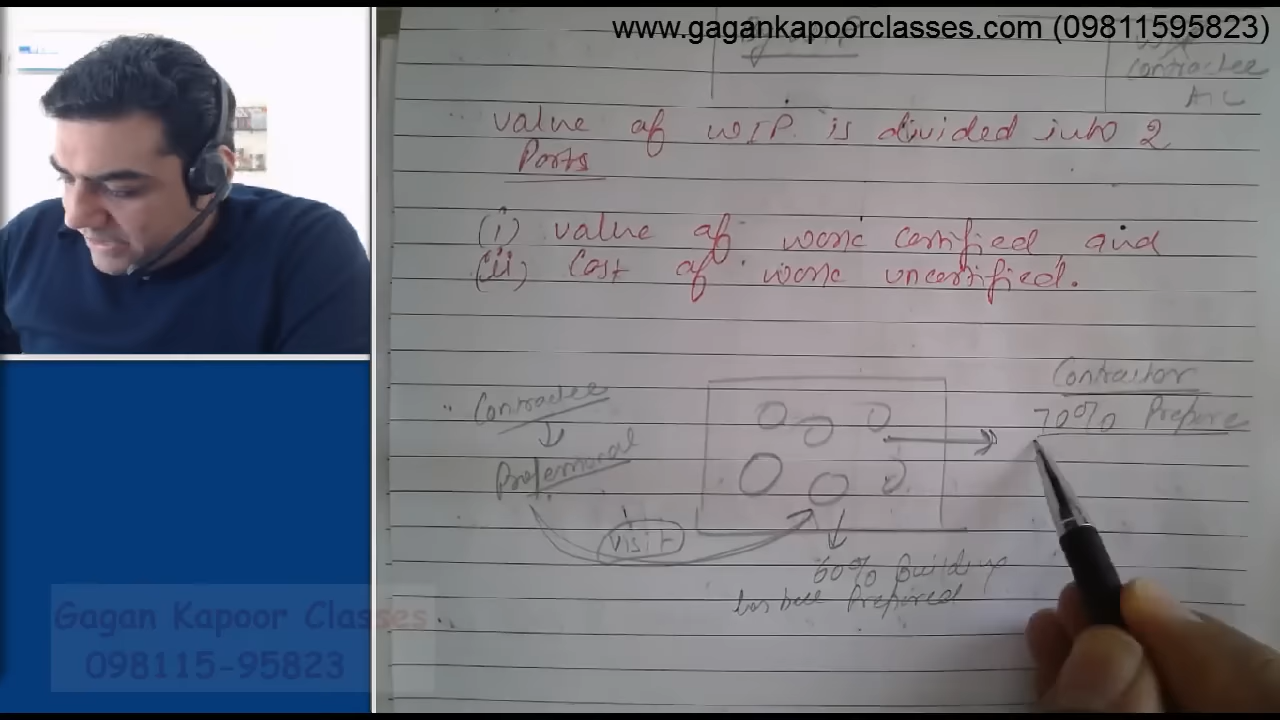 www.gagankapoorclasses.com (09811595823)
Contractee
A/c
value of WIP. is divided into 2
Parts
(i) value of work certified and
(ii) Cost of work uncertified.
Contractor
70% Prepare
Contractee
Professional
visit
60% Buildup
has been Prepared
Gagan Kapoor Classes
098115-95823